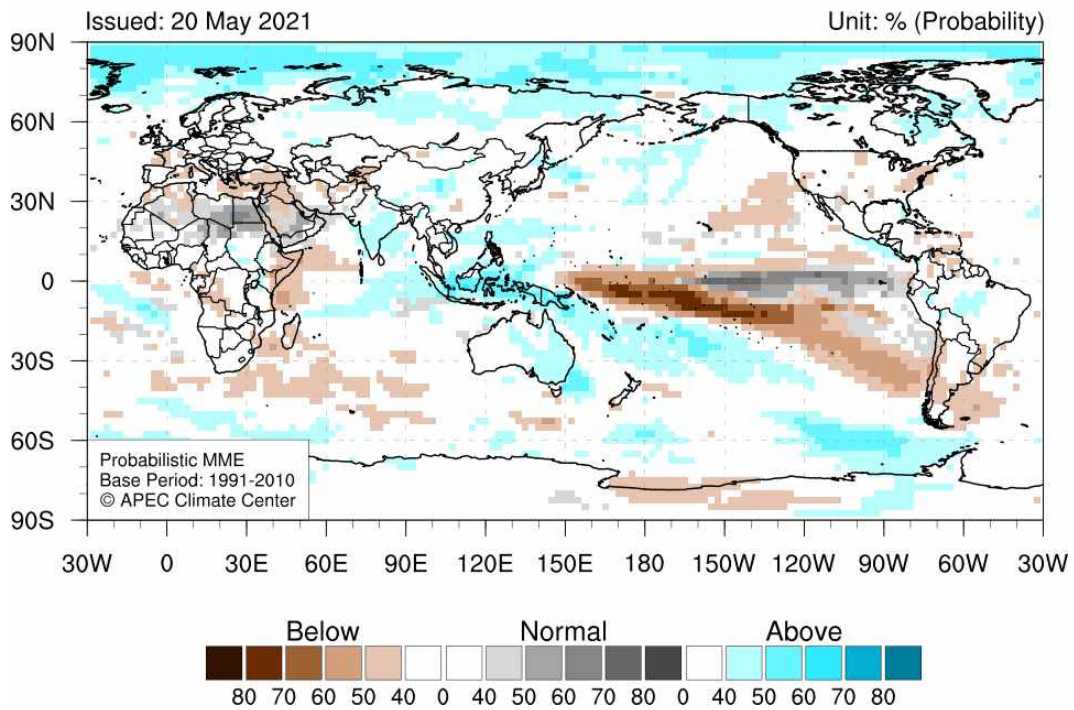 Issued: 20 May 2021 Unit: % (Probability)
90N
60N
30N
0
30S
60S
90S
Probabilistic MME
Base Period: 1991-2010
© APEC Climate Center
30W 0 30E 60E 90E 120E 150E 180 150W 120W 90W 60W 30W
Below Normal Above
80 70 60 50 40 0 40 50 60 70 80 0 40 50 60 70 80